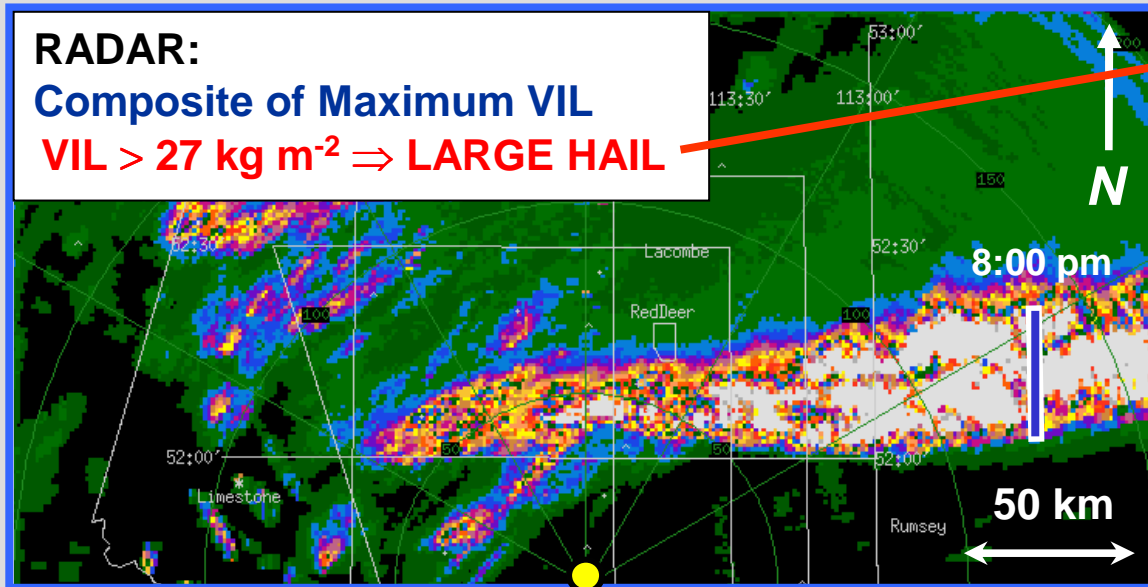 RADAR:
Composite of Maximum VIL
VIL > 27 kg m⁻² ⇒ LARGE HAIL
53:00'
200
113:30'
113:00'
N
150
52:30'
Lacombe
52:30'
8:00 pm
100
RedDeer
100
50
50
52:00'
52:00'
Limestone
50 km
Rumsey